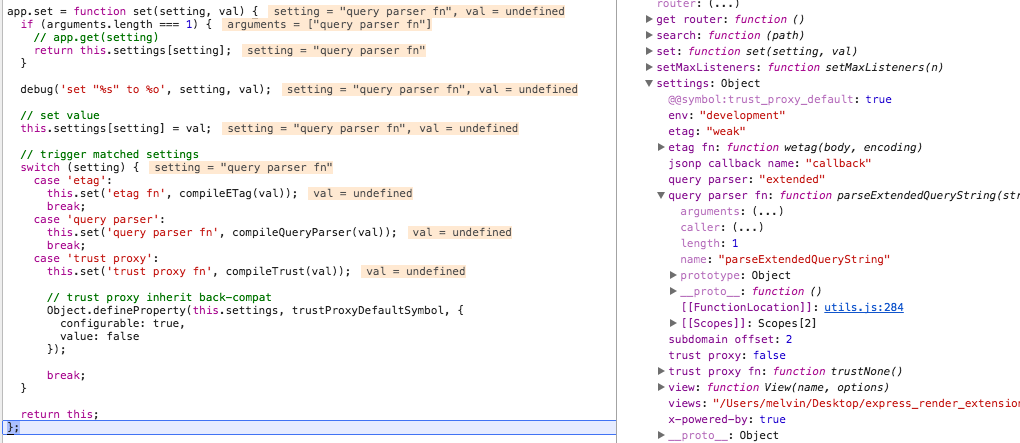 app.set = function set(setting, val) { setting = "query parser fn", val = undefined
if (arguments.length === 1) { arguments = ["query parser fn"]
// app.get(setting)
return this.settings[setting]; setting = "query parser fn"
}
debug('set "%s" to %o', setting, val); setting = "query parser fn", val = undefined
// set value
this.settings[setting] = val; setting = "query parser fn", val = undefined
// trigger matched settings
switch (setting) { setting = "query parser fn"
case 'etag':
this.set('etag fn', compileETag(val)); val = undefined
break;
case 'query parser':
this.set('query parser fn', compileQueryParser(val)); val = undefined
break;
case 'trust proxy':
this.set('trust proxy fn', compileTrust(val)); val = undefined
// trust proxy inherit back-compat
Object.defineProperty(this.settings, trustProxyDefaultSymbol, {
configurable: true,
value: false
});
break;
}
return this;
};
router: (...)
get router: function ()
search: function (path)
set: function set(setting, val)
setMaxListeners: function setMaxListeners(n)
settings: Object
@@symbol:trust_proxy_default: true
env: "development"
etag: "weak"
etag fn: function wetag(body, encoding)
jsonp callback name: "callback"
query parser: "extended"
query parser fn: function parseExtendedQueryString(str
arguments: (...)
caller: (...)
length: 1
name: "parseExtendedQueryString"
prototype: Object
__proto__: function ()
[[FunctionLocation]]: utils.js:284
[[Scopes]]: Scopes[2]
subdomain offset: 2
trust proxy: false
trust proxy fn: function trustNone()
view: function View(name, options)
views: "/Users/melvin/Desktop/express_render_extension
x-powered-by: true
__proto__: Object